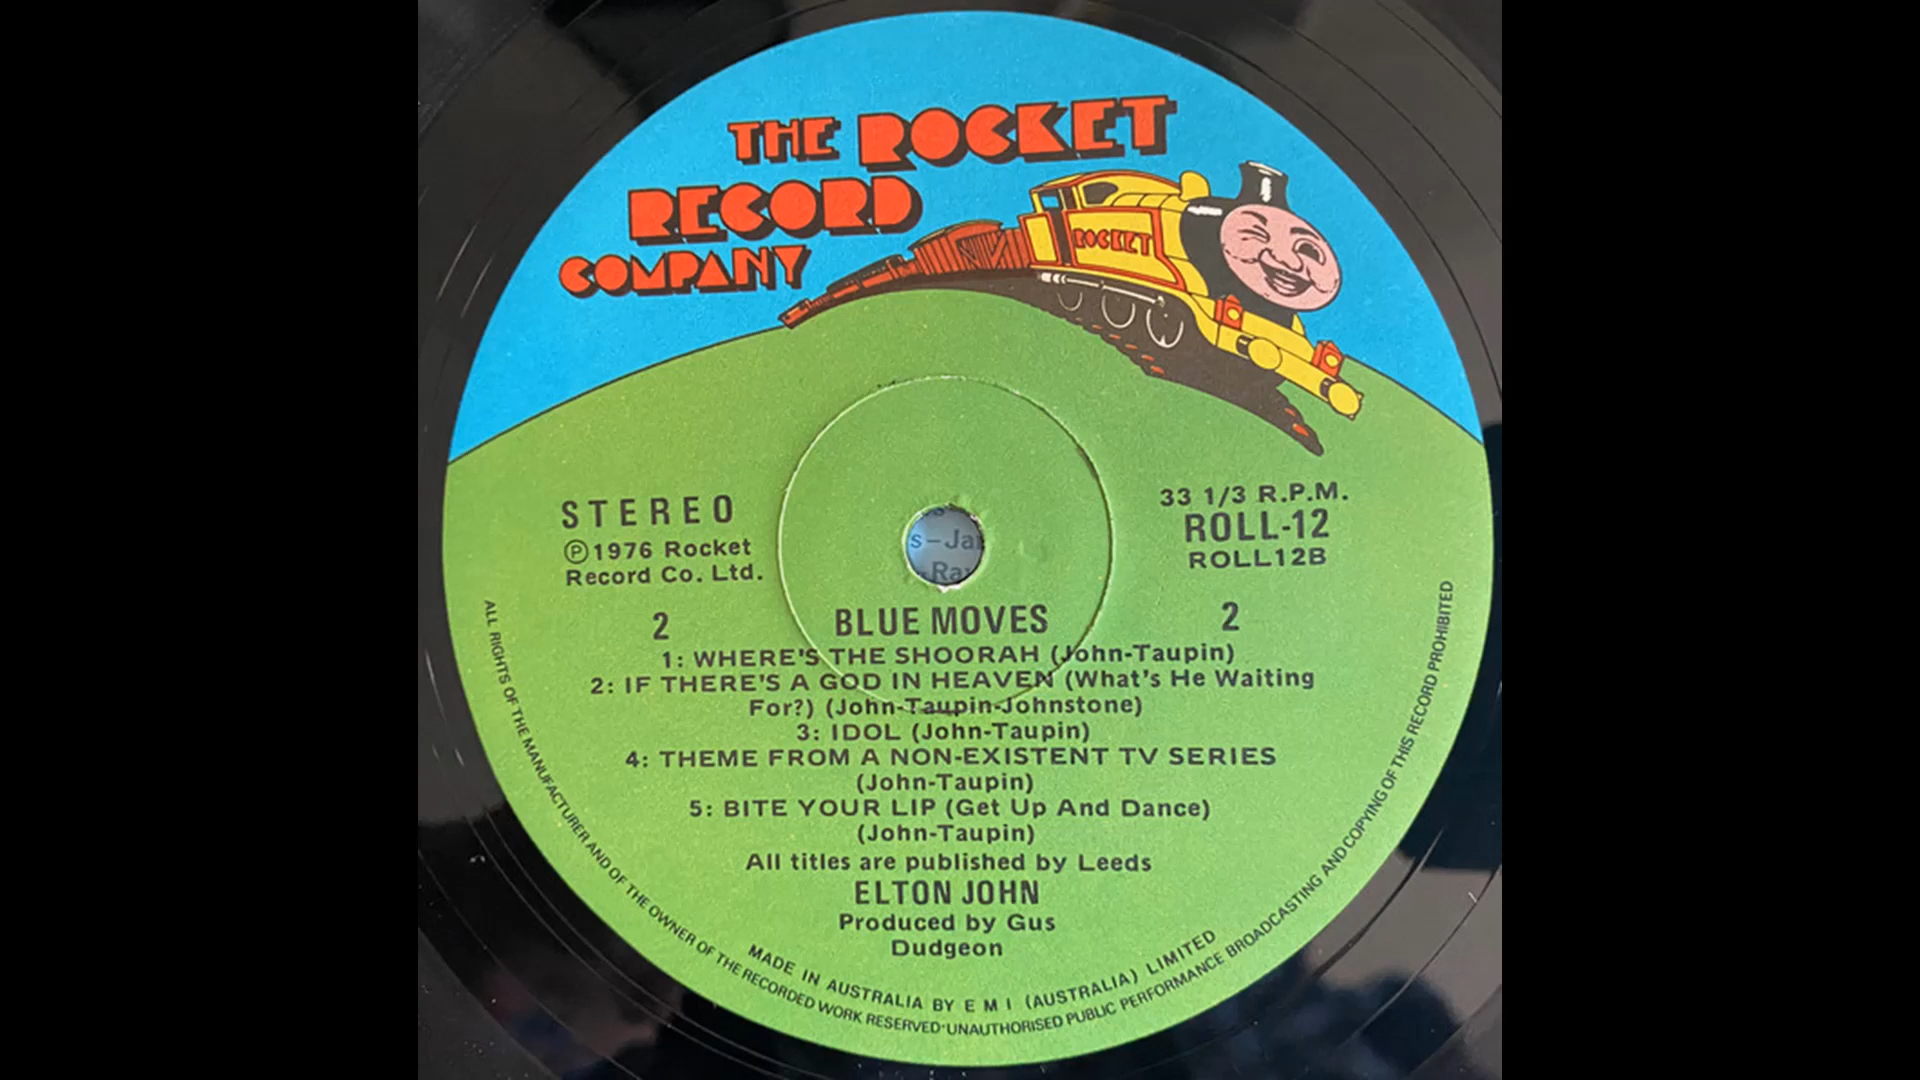 THE ROCKET
RECORD
COMPANY
ROCKET
STEREO
Ⓟ1976 Rocket
Record Co. Ltd.
33 1/3 R.P.M.
ROLL-12
ROLL12B
s-Ja
-Ra
2 BLUE MOVES 2
1: WHERE'S THE SHOORAH (John-Taupin)
2: IF THERE'S A GOD IN HEAVEN (What's He Waiting
For?) (John-Taupin-Johnstone)
3: IDOL (John-Taupin)
4: THEME FROM A NON-EXISTENT TV SERIES
(John-Taupin)
5: BITE YOUR LIP (Get Up And Dance)
(John-Taupin)
All titles are published by Leeds
ELTON JOHN
Produced by Gus
Dudgeon
MADE IN AUSTRALIA BY E M I (AUSTRALIA) LIMITED
ALL RIGHTS OF THE MANUFACTURER AND OF THE OWNER OF THE RECORDED WORK RESERVED·UNAUTHORISED PUBLIC PERFORMANCE BROADCASTING AND COPYING OF THIS RECORD PROHIBITED